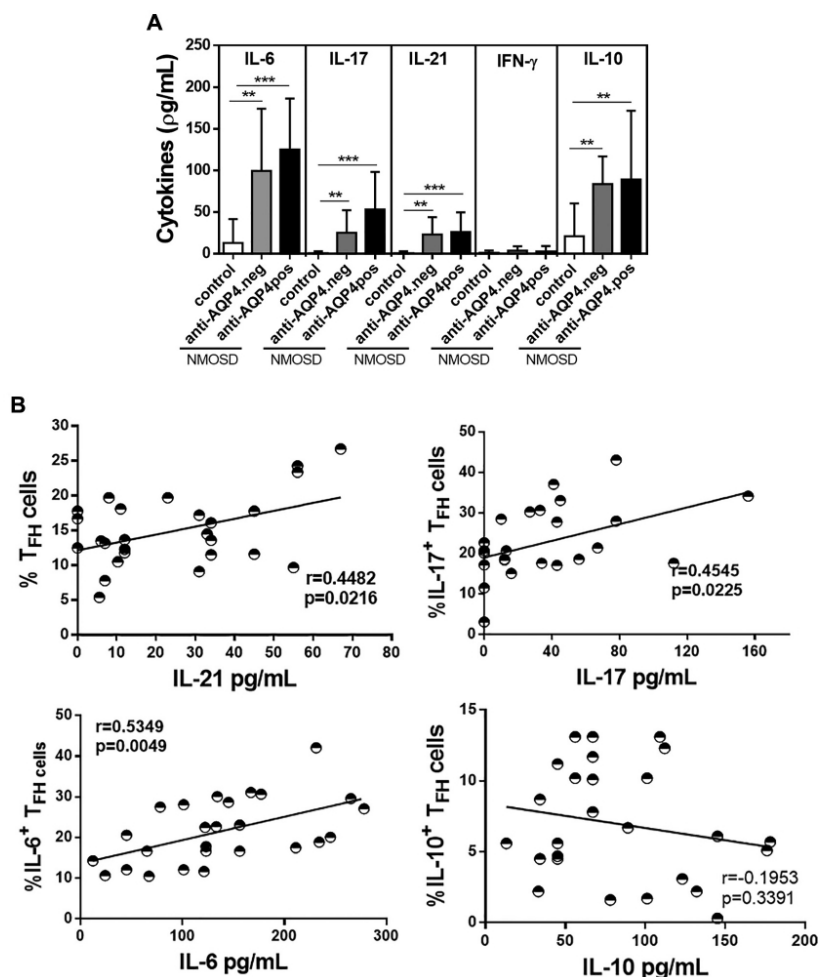 A
250
200
150
100
50
0
Cytokines (ρg/mL)
IL-6 IL-17 IL-21 IFN-γ IL-10
** *** ** *** ** *** ** **
control anti-AQP4.neg anti-AQP4pos control anti-AQP4.neg anti-AQP4pos control anti-AQP4.neg anti-AQP4pos control anti-AQP4.neg anti-AQP4pos control anti-AQP4.neg anti-AQP4.pos
NMOSD NMOSD NMOSD NMOSD NMOSD
B
30
25
20
15
10
5
0
% TFH cells
r=0.4482
p=0.0216
0 10 20 30 40 50 60 70 80
IL-21 pg/mL
50
40
30
20
10
0
%IL-17+ TFH cells
r=0.4545
p=0.0225
0 40 80 120 160
IL-17 pg/mL
50
40
30
20
10
0
%IL-6+ TFH cells
r=0.5349
p=0.0049
0 100 200 300
IL-6 pg/mL
15
10
5
0
%IL-10+ TFH cells
r=-0.1953
p=0.3391
0 50 100 150 200
IL-10 pg/mL